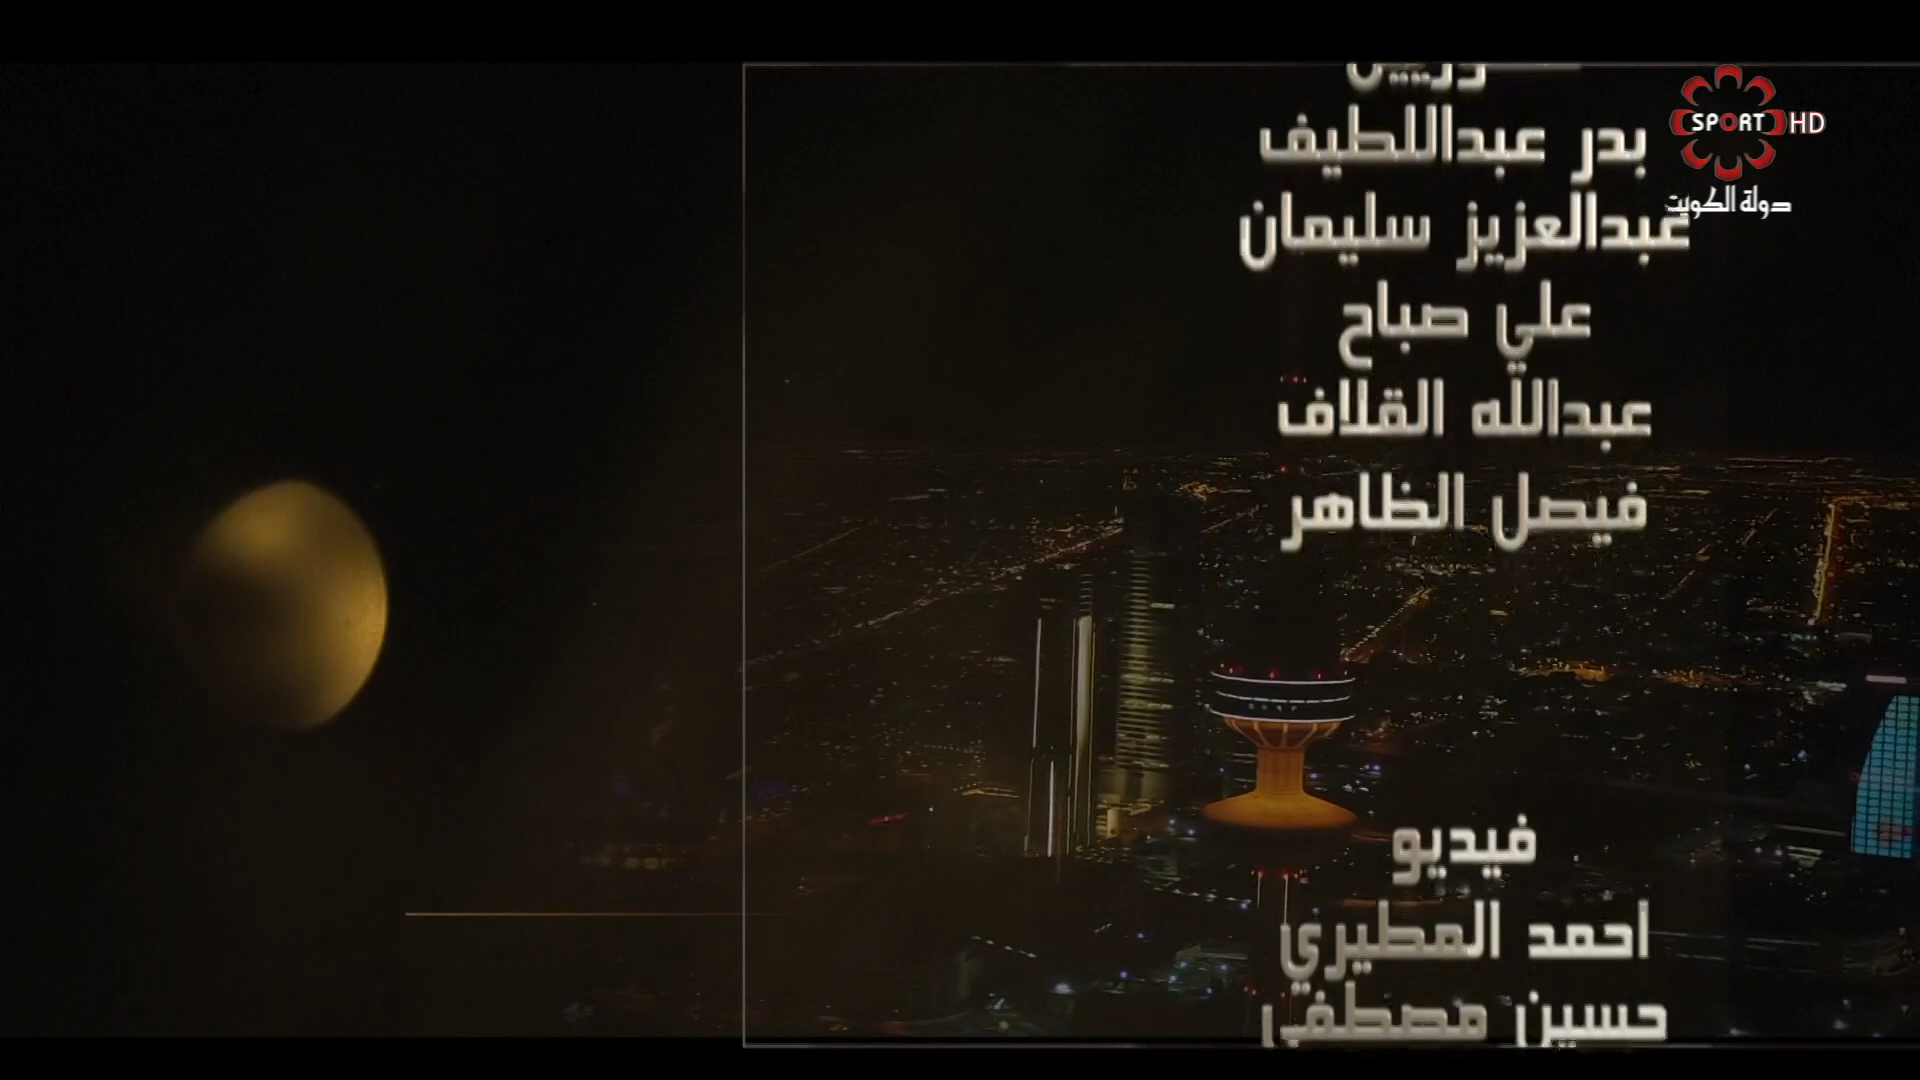 بدر عبداللطيف
عبدالعزيز سليمان
علي صباح
عبدالله القلاف
فيصل الظاهر
فيديو
احمد المطيري
حسين مصطفى
SPORT HD
دولة الكويت